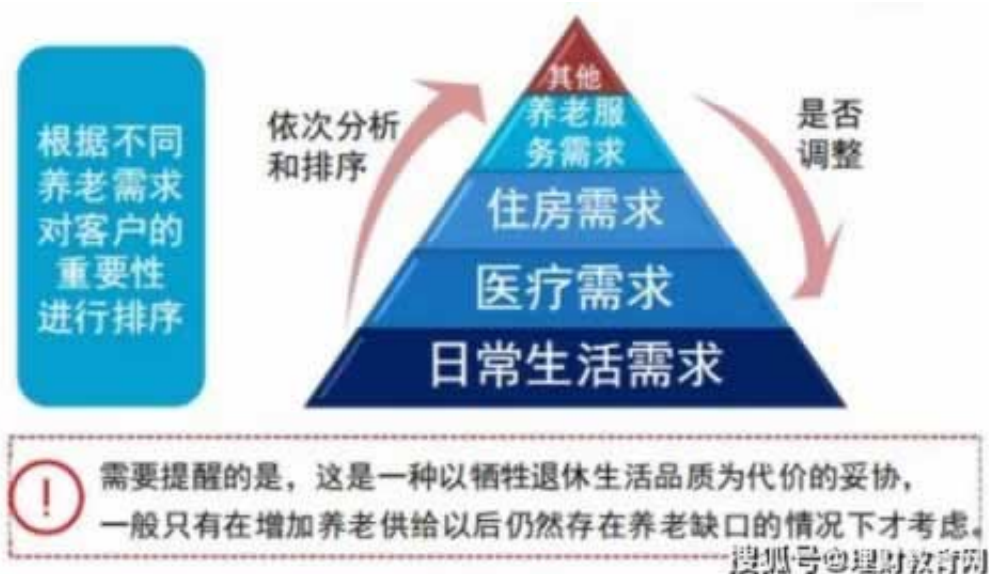 根据不同
养老需求
对客户的
重要性
进行排序
依次分析
和排序
其他
养老服
务需求
住房需求
医疗需求
日常生活需求
是否
调整
!
需要提醒的是，这是一种以牺牲退休生活品质为代价的妥协，
一般只有在增加养老供给以后仍然存在养老缺口的情况下才考虑。
搜狐号@理财教育网